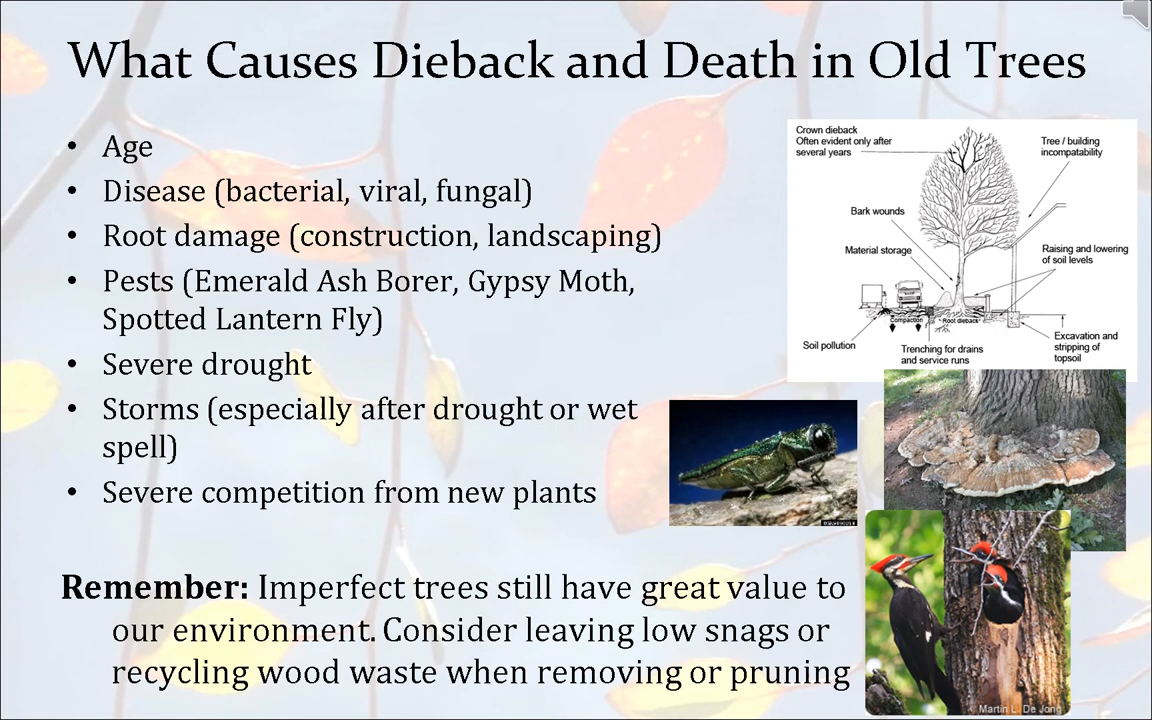 What Causes Dieback and Death in Old Trees
• Age
• Disease (bacterial, viral, fungal)
• Root damage (construction, landscaping)
• Pests (Emerald Ash Borer, Gypsy Moth,
Spotted Lantern Fly)
• Severe drought
• Storms (especially after drought or wet
spell)
• Severe competition from new plants
Remember: Imperfect trees still have great value to
our environment. Consider leaving low snags or
recycling wood waste when removing or pruning
Crown dieback
Often evident only after
several years
Tree / building
incompatability
Bark wounds
Material storage
Raising and lowering
of soil levels
Compaction
Root dieback
Soil pollution
Trenching for drains
and service runs
Excavation and
stripping of
topsoil
Martin L. De Jong